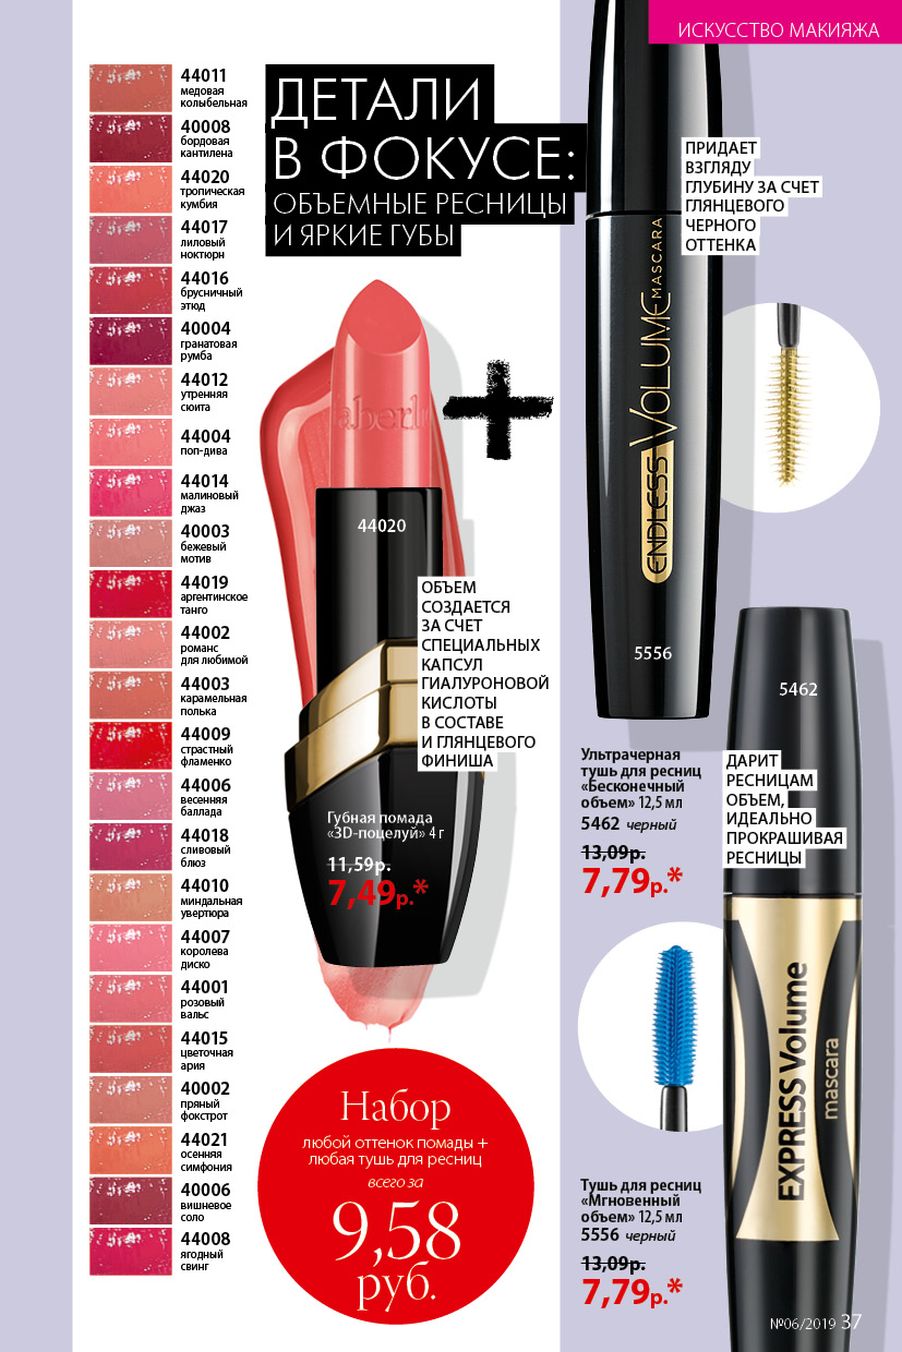 ИСКУССТВО МАКИЯЖА
ДЕТАЛИ
В ФОКУСЕ:
ОБЪЕМНЫЕ РЕСНИЦЫ
И ЯРКИЕ ГУБЫ
44011
медовая
колыбельная
40008
бордовая
кантилена
44020
тропическая
кумбия
44017
лиловый
ноктюрн
44016
брусничный
этюд
40004
гранатовая
румба
44012
утренняя
сюита
44004
поп-дива
44014
малиновый
джаз
40003
бежевый
мотив
44019
аргентинское
танго
44002
романс
для любимой
44003
карамельная
полька
44009
страстный
фламенко
44006
весенняя
баллада
44018
сливовый
блюз
44010
миндальная
увертюра
44007
королева
диско
44001
розовый
вальс
44015
цветочная
ария
40002
пряный
фокстрот
44021
осенняя
симфония
40006
вишневое
соло
44008
ягодный
свинг
aberl
44020
ОБЪЕМ
СОЗДАЕТСЯ
ЗА СЧЕТ
СПЕЦИАЛЬНЫХ
КАПСУЛ
ГИАЛУРОНОВОЙ
КИСЛОТЫ
В СОСТАВЕ
И ГЛЯНЦЕВОГО
ФИНИША
Губная помада
«3D-поцелуй» 4 г
11,59р.
7,49р.*
Набор
любой оттенок помады +
любая тушь для ресниц
всего за
9,58
руб.
ПРИДАЕТ
ВЗГЛЯДУ
ГЛУБИНУ ЗА СЧЕТ
ГЛЯНЦЕВОГО
ЧЕРНОГО
ОТТЕНКА
ENDLESS VOLUME
MASCARA
5556
Ультрачерная
тушь для ресниц
«Бесконечный
объем» 12,5 мл
5462 черный
13,09р.
7,79р.*
5462
ДАРИТ
РЕСНИЦАМ
ОБЪЕМ,
ИДЕАЛЬНО
ПРОКРАШИВАЯ
РЕСНИЦЫ
EXPRESS Volume
mascara
Тушь для ресниц
«Мгновенный
объем» 12,5 мл
5556 черный
13,09р.
7,79р.*
№06/2019 37